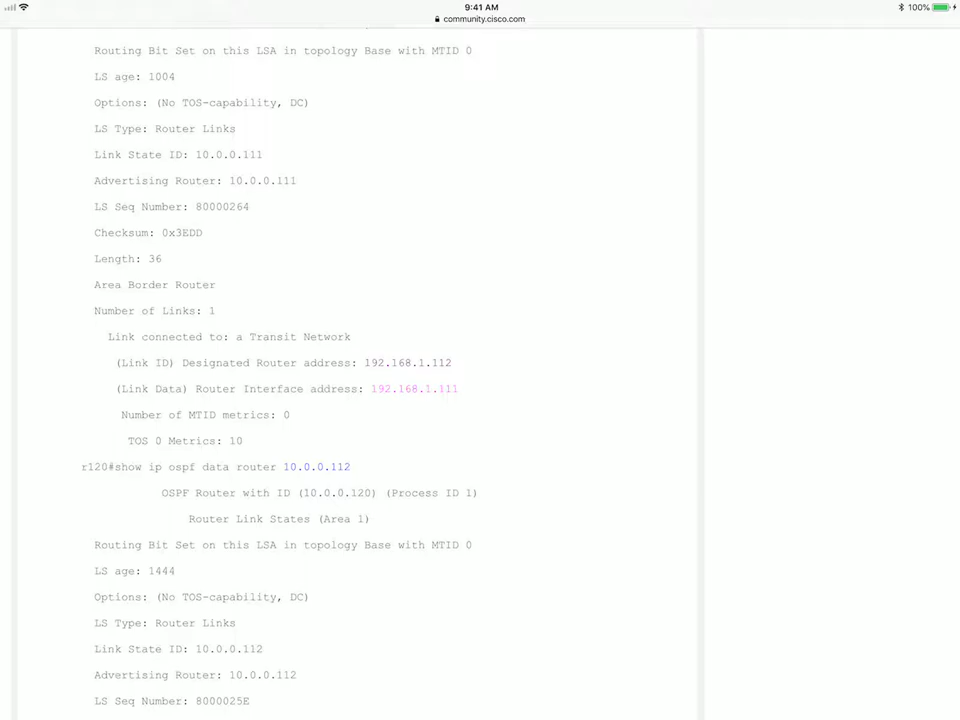 9:41 AM
100%
community.cisco.com
Routing Bit Set on this LSA in topology Base with MTID 0
LS age: 1004
Options: (No TOS-capability, DC)
LS Type: Router Links
Link State ID: 10.0.0.111
Advertising Router: 10.0.0.111
LS Seq Number: 80000264
Checksum: 0x3EDD
Length: 36
Area Border Router
Number of Links: 1
Link connected to: a Transit Network
(Link ID) Designated Router address: 192.168.1.112
(Link Data) Router Interface address: 192.168.1.111
Number of MTID metrics: 0
TOS 0 Metrics: 10
r120#show ip ospf data router 10.0.0.112
OSPF Router with ID (10.0.0.120) (Process ID 1)
Router Link States (Area 1)
Routing Bit Set on this LSA in topology Base with MTID 0
LS age: 1444
Options: (No TOS-capability, DC)
LS Type: Router Links
Link State ID: 10.0.0.112
Advertising Router: 10.0.0.112
LS Seq Number: 8000025E